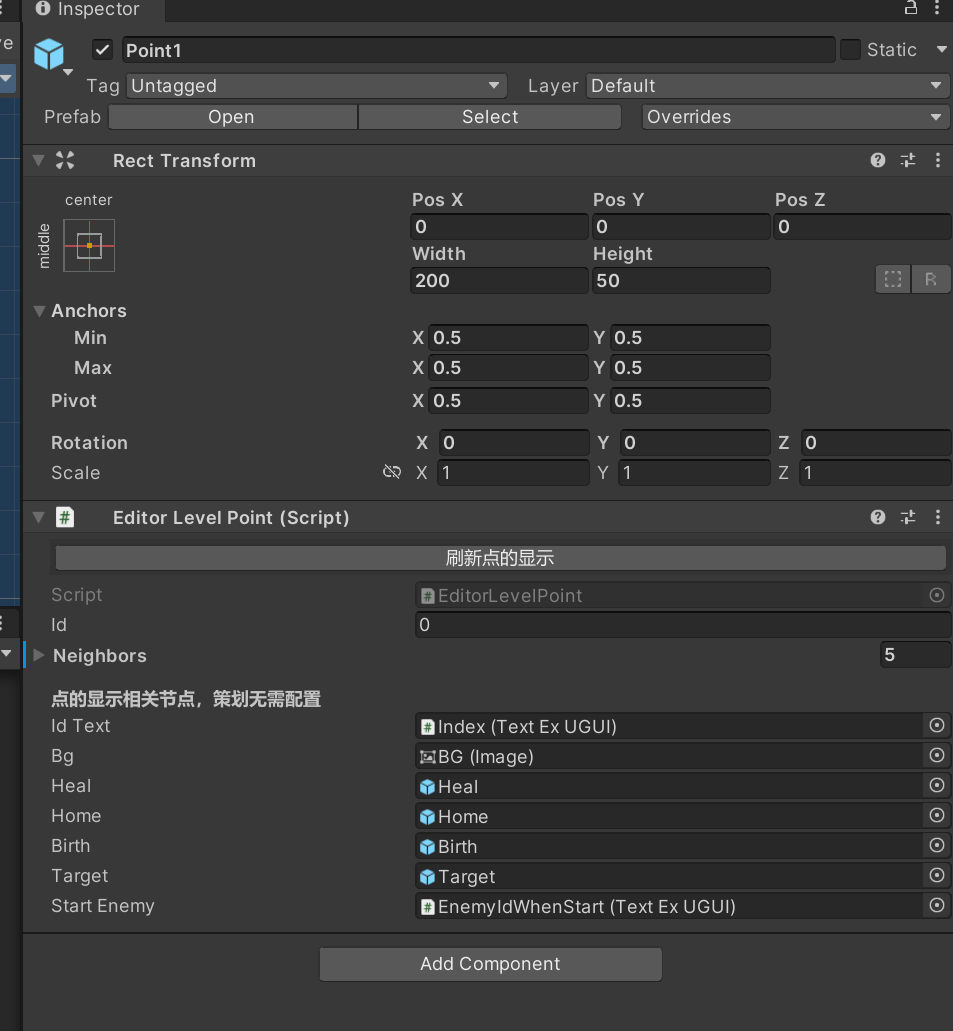 Inspector
Point1
Static
Tag Untagged Layer Default
Prefab Open Select Overrides
Rect Transform
center
middle
Pos X Pos Y Pos Z
0 0 0
Width Height
200 50
R
Anchors
Min X 0.5 Y 0.5
Max X 0.5 Y 0.5
Pivot X 0.5 Y 0.5
Rotation X 0 Y 0 Z 0
Scale X 1 Y 1 Z 1
# Editor Level Point (Script)
刷新点的显示
Script # EditorLevelPoint
Id 0
Neighbors 5
点的显示相关节点，策划无需配置
Id Text # Index (Text Ex UGUI)
Bg BG (Image)
Heal Heal
Home Home
Birth Birth
Target Target
Start Enemy # EnemyIdWhenStart (Text Ex UGUI)
Add Component